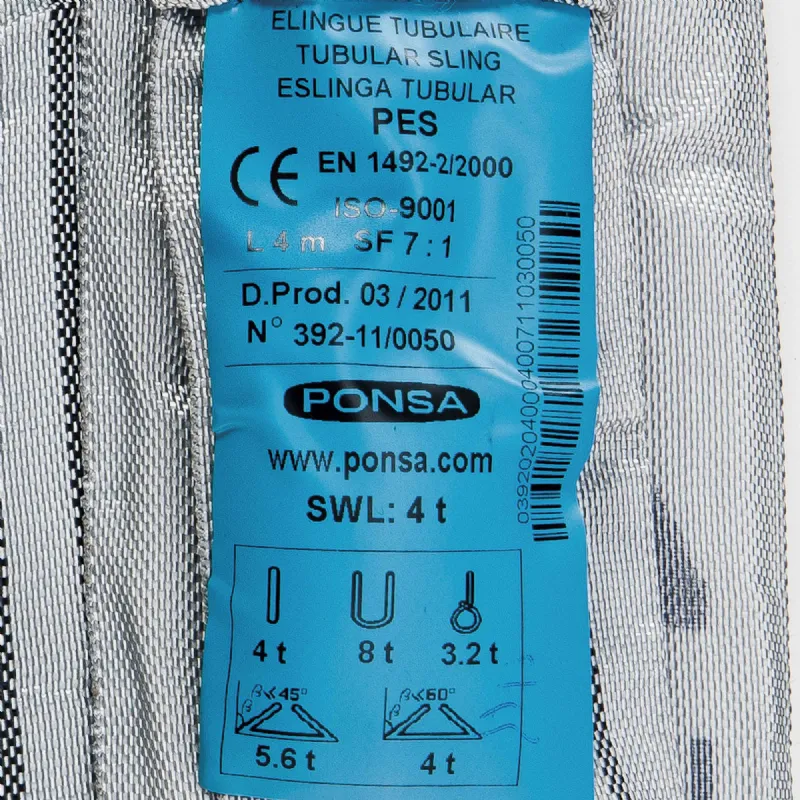 ELINGUE TUBULAIRE
TUBULAR SLING
ESLINGA TUBULAR
PES
CE EN 1492-2/2000
ISO-9001
L 4 m SF 7 : 1
D.Prod. 03 / 2011
N° 392-11/0050
PONSA
www.ponsa.com
SWL: 4 t
4 t 8 t 3.2 t
β≤45° β≤60°
β β
5.6 t 4 t
0392020400040071103​0050